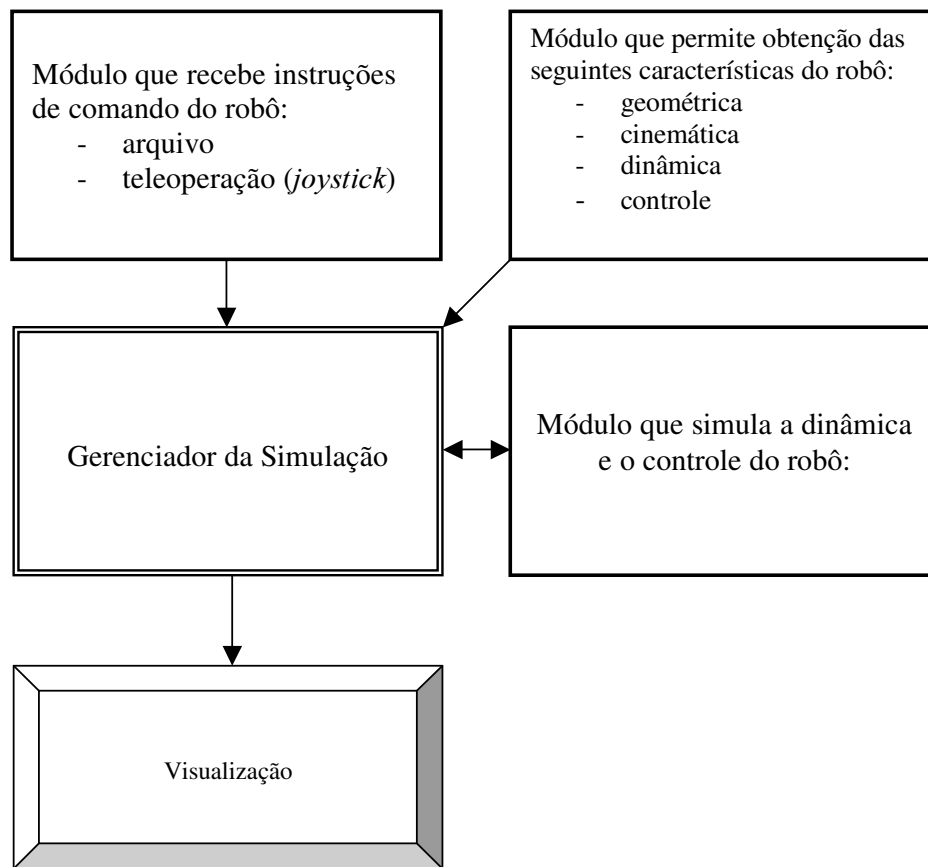 Módulo que recebe instruções
de comando do robô:
- arquivo
- teleoperação (joystick)
Módulo que permite obtenção das
seguintes características do robô:
- geométrica
- cinemática
- dinâmica
- controle
Gerenciador da Simulação
Módulo que simula a dinâmica
e o controle do robô:
Visualização